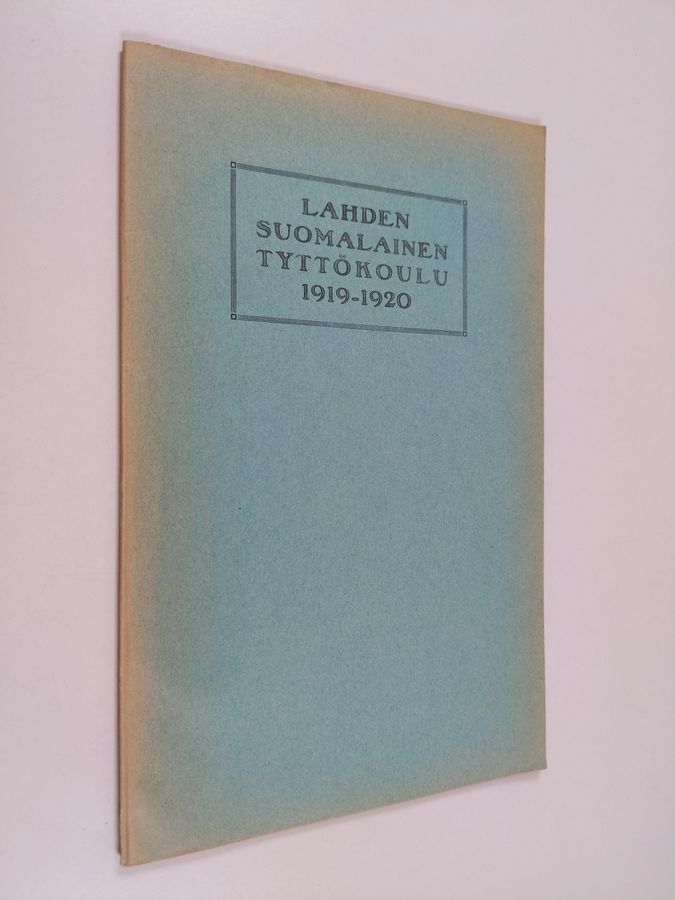 LAHDEN
SUOMALAINEN
TYTTÖKOULU
1919-1920